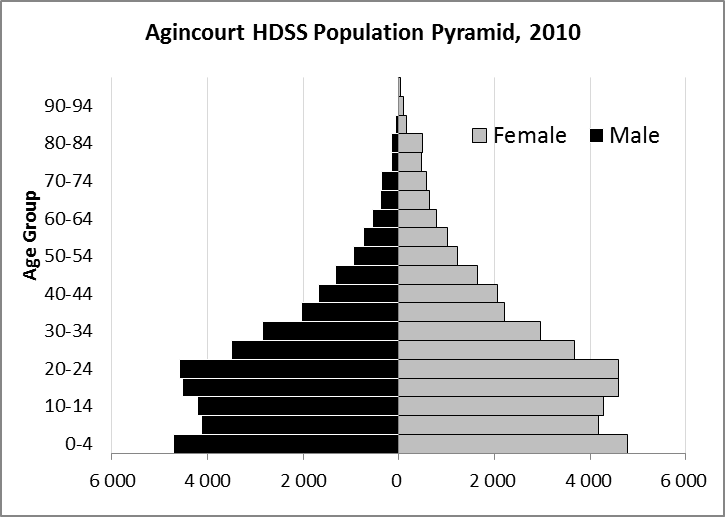 Agincourt HDSS Population Pyramid, 2010
Age Group
90-94
80-84
70-74
60-64
50-54
40-44
30-34
20-24
10-14
0-4
Female Male
6 000 4 000 2 000 0 2 000 4 000 6 000